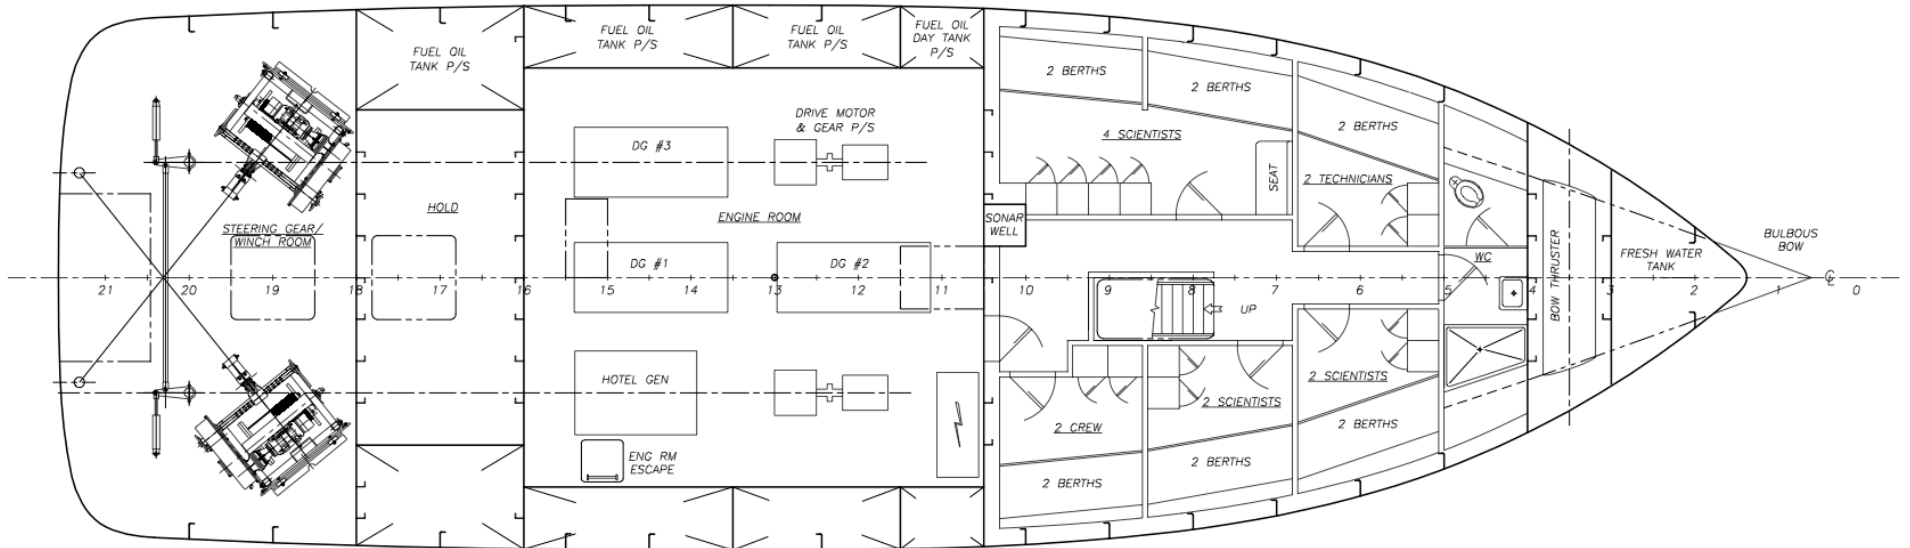 FUEL OIL
TANK P/S
FUEL OIL
TANK P/S
FUEL OIL
TANK P/S
FUEL OIL
DAY TANK
P/S
2 BERTHS
2 BERTHS
2 BERTHS
DRIVE MOTOR
& GEAR P/S
DG #3
4 SCIENTISTS
SEAT
2 TECHNICIANS
HOLD
ENGINE ROOM
SONAR
WELL
STEERING GEAR/
WINCH ROOM
DG #1
DG #2
WC
BOW THRUSTER
FRESH WATER
TANK
BULBOUS
BOW
21
20
19
18
17
16
15
14
13
12
11
10
9
8
7
6
5
4
3
2
1
0
UP
HOTEL GEN
2 SCIENTISTS
2 SCIENTISTS
2 CREW
2 BERTHS
ENG RM
ESCAPE
2 BERTHS
2 BERTHS